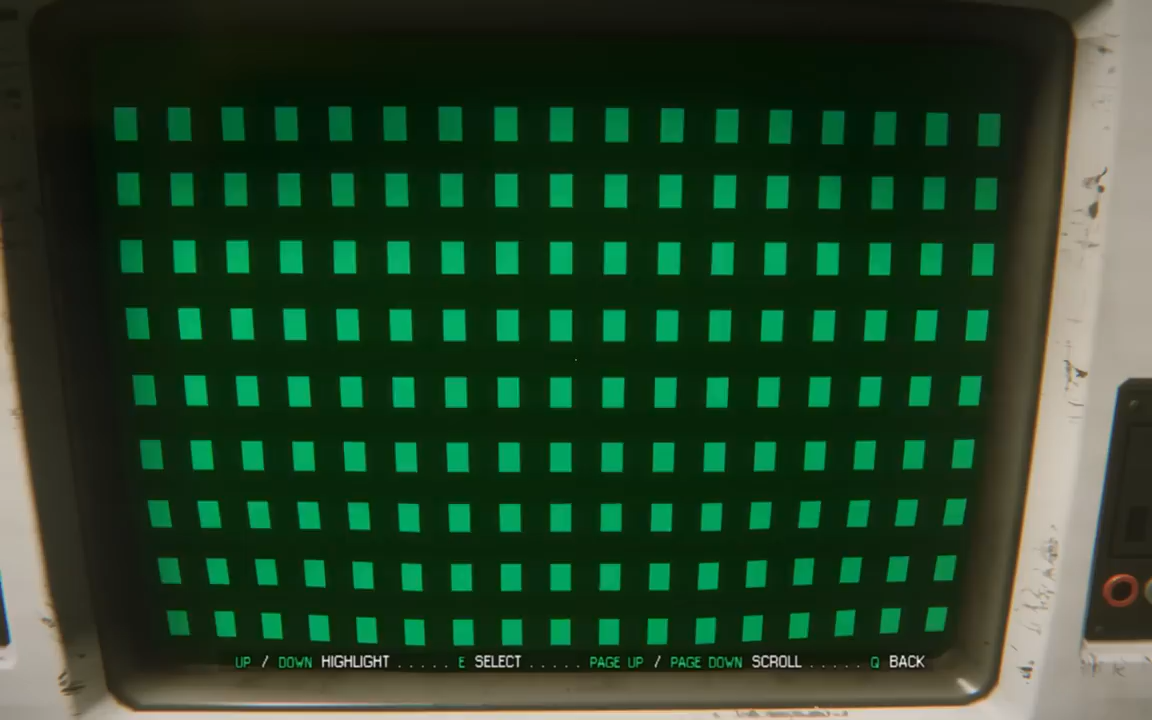 UP / DOWN HIGHLIGHT ..... E SELECT ..... PAGE UP / PAGE DOWN SCROLL ..... Q BACK